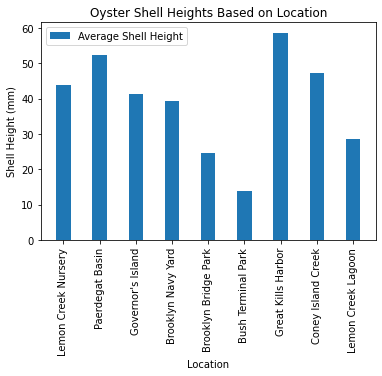 Oyster Shell Heights Based on Location
Average Shell Height
Shell Height (mm)
60
50
40
30
20
10
0
Lemon Creek Nursery
Paerdegat Basin
Governor's Island
Brooklyn Navy Yard
Brooklyn Bridge Park
Bush Terminal Park
Great Kills Harbor
Coney Island Creek
Lemon Creek Lagoon
Location